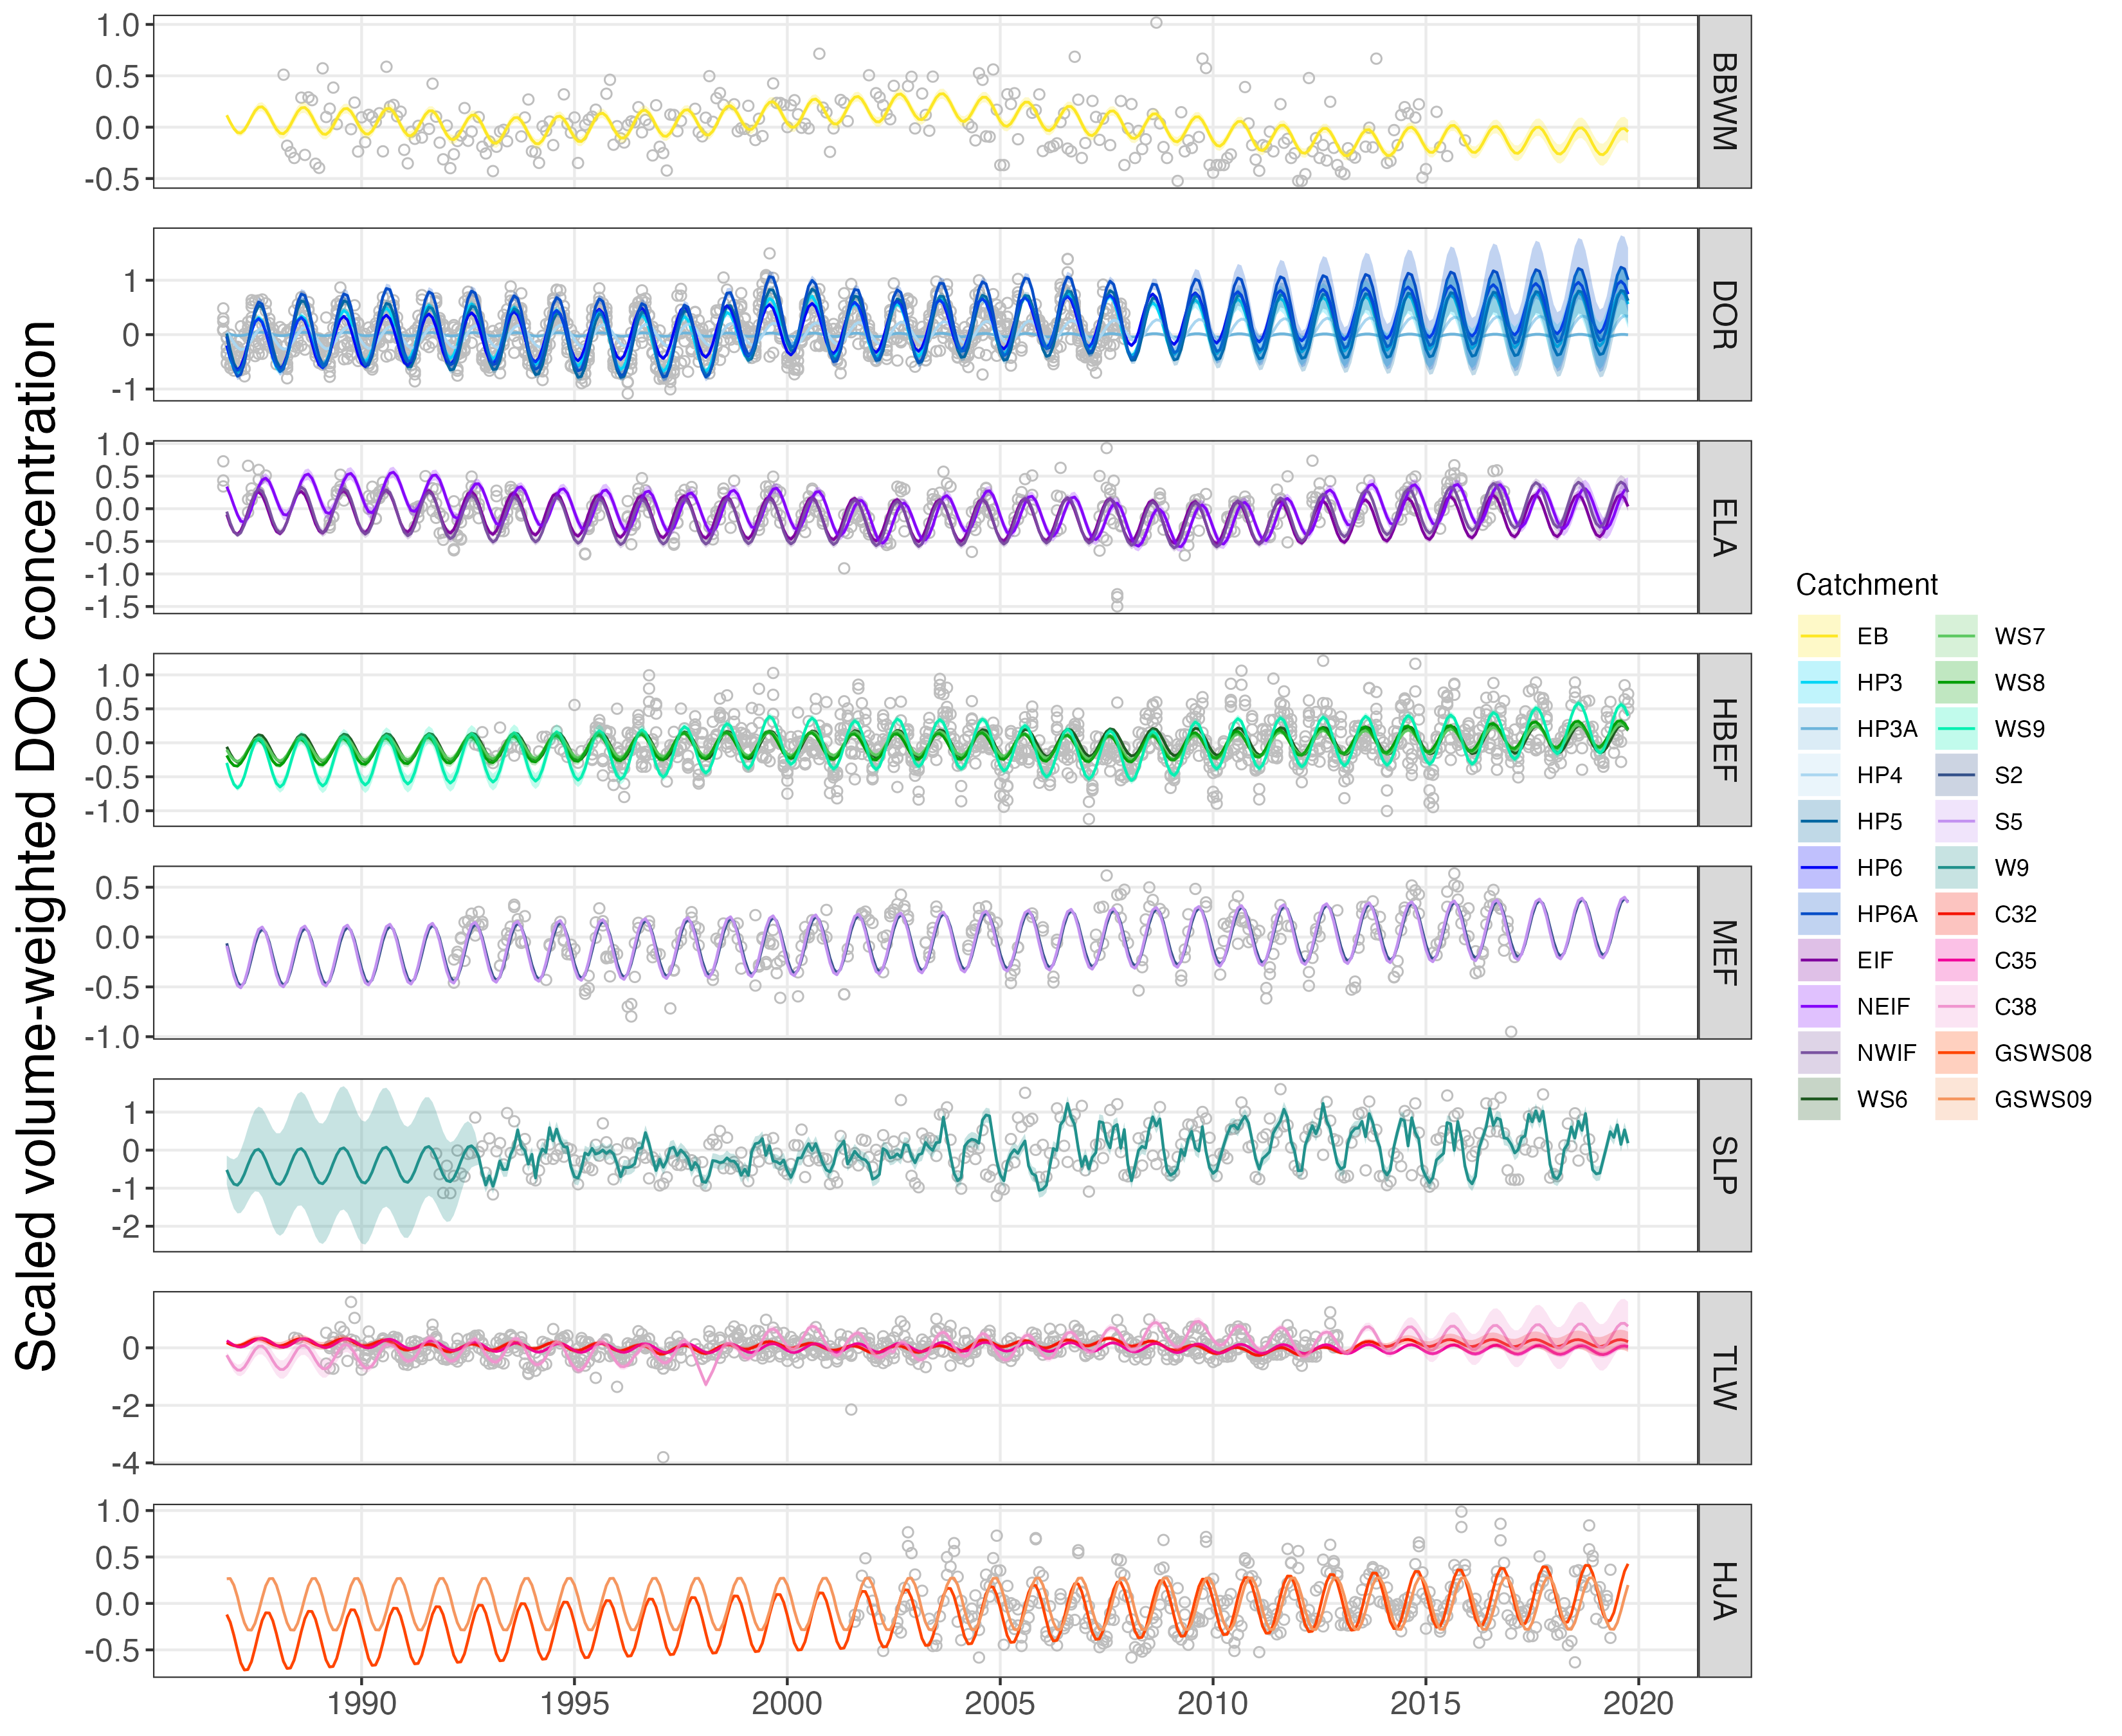 Scaled volume-weighted DOC concentration
1.0
0.5
0.0
-0.5
BBWM
1
0
-1
DOR
1.0
0.5
0.0
-0.5
-1.0
-1.5
ELA
1.0
0.5
0.0
-0.5
-1.0
HBEF
0.5
0.0
-0.5
-1.0
MEF
1
0
-1
-2
SLP
0
-2
-4
TLW
1.0
0.5
0.0
-0.5
HJA
1990 1995 2000 2005 2010 2015 2020
Catchment
EB
HP3
HP3A
HP4
HP5
HP6
HP6A
EIF
NEIF
NWIF
WS6
WS7
WS8
WS9
S2
S5
W9
C32
C35
C38
GSWS08
GSWS09